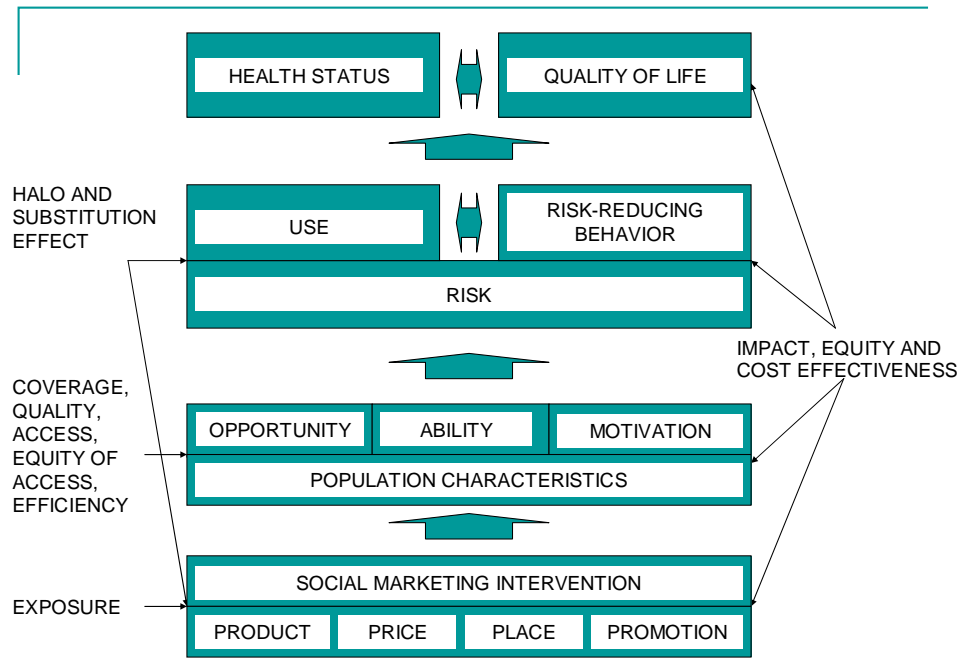 HEALTH STATUS
QUALITY OF LIFE
HALO AND
SUBSTITUTION
EFFECT
USE
RISK-REDUCING
BEHAVIOR
RISK
IMPACT, EQUITY AND
COST EFFECTIVENESS
COVERAGE,
QUALITY,
ACCESS,
EQUITY OF
ACCESS,
EFFICIENCY
OPPORTUNITY
ABILITY
MOTIVATION
POPULATION CHARACTERISTICS
SOCIAL MARKETING INTERVENTION
EXPOSURE
PRODUCT
PRICE
PLACE
PROMOTION